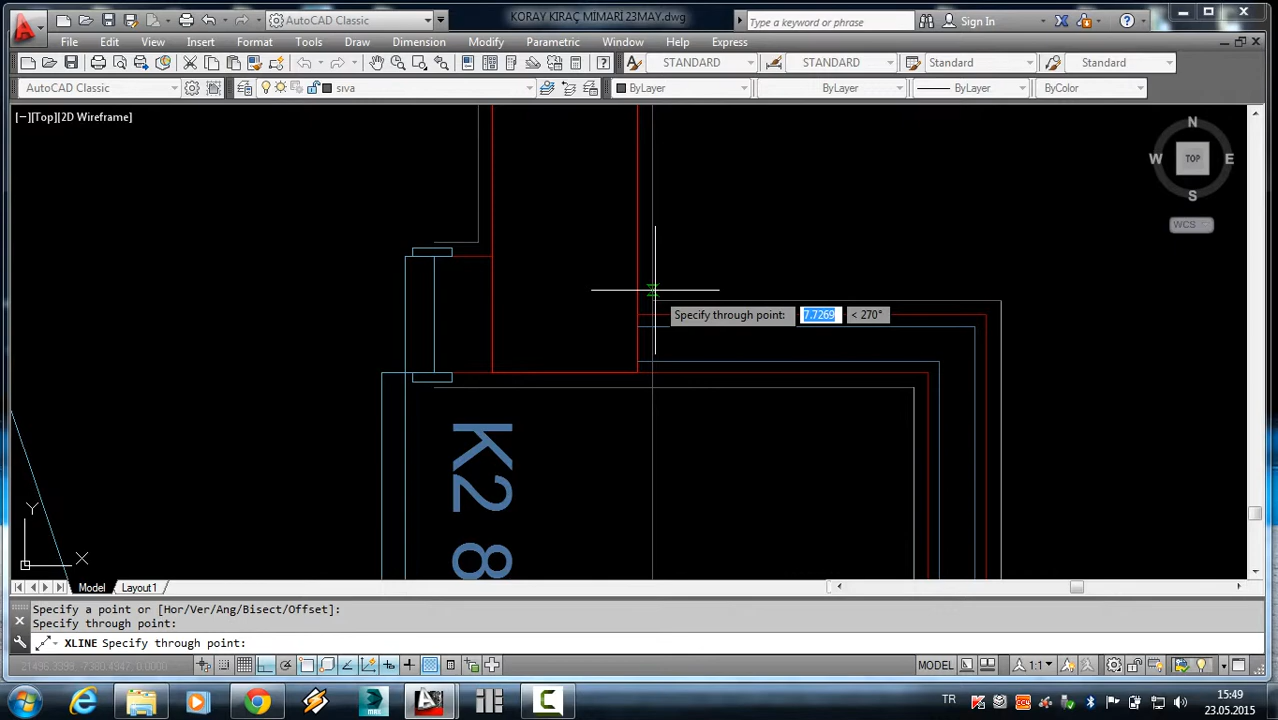 AutoCAD Classic
KORAY KIRAÇ MİMARİ 23MAY.dwg
Type a keyword or phrase
Sign In
File Edit View Insert Format Tools Draw Dimension Modify Parametric Window Help Express
STANDARD STANDARD Standard Standard
AutoCAD Classic
sıva
ByLayer ByLayer ByLayer ByColor
[−][Top][2D Wireframe]
N
W TOP E
S
WCS
Specify through point: 7.7269 < 270°
K2 8
Y
X
Model Layout1
Specify a point or [Hor/Ver/Ang/Bisect/Offset]:
Specify through point:
XLINE Specify through point:
MODEL 1:1
TR
15:49
23.05.2015